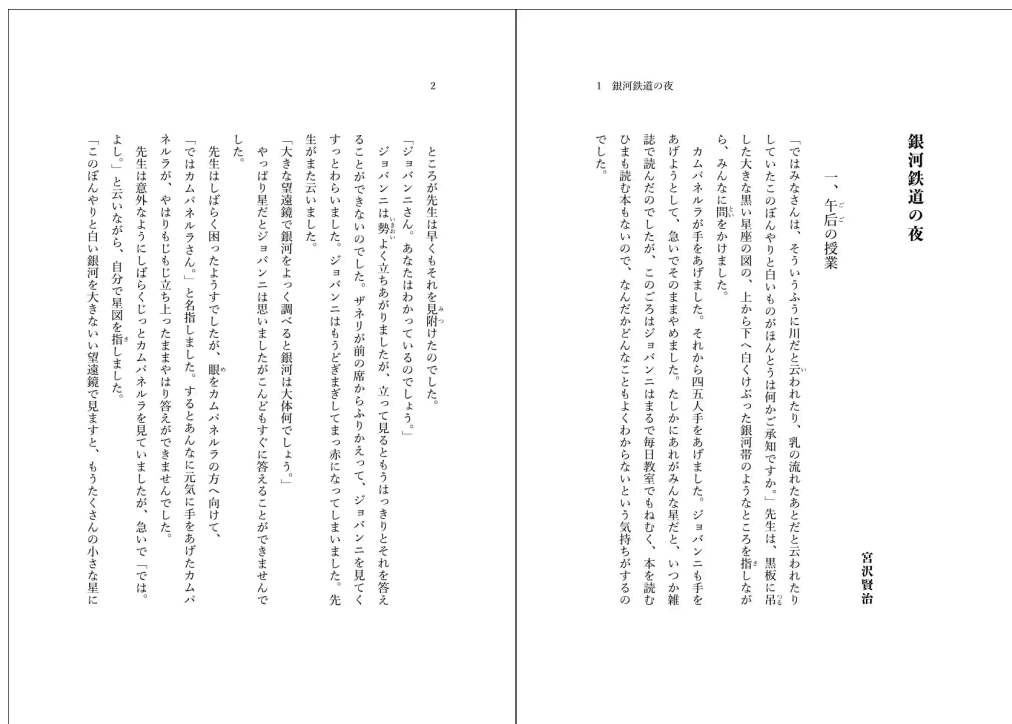 1 銀河鉄道の夜
銀河鉄道の夜
宮沢賢治
一、午后の授業
「ではみなさんは、そういうふうに川だと云われたり、乳の流れたあとだと云われたり
していたこのぼんやりと白いものがほんとうは何かご承知ですか。」先生は、黒板に吊
した大きな黒い星座の図の、上から下へ白くけぶった銀河帯のようなところを指しなが
ら、みんなに問をかけました。
カムパネルラが手をあげました。それから四五人手をあげました。ジョバンニも手を
あげようとして、急いでそのままやめました。たしかにあれがみんな星だと、いつか雑
誌で読んだのでしたが、このごろはジョバンニはまるで毎日教室でもねむく、本を読む
ひまも読む本もないので、なんだかどんなこともよくわからないという気持ちがするの
でした。
2
ところが先生は早くもそれを見附けたのでした。
「ジョバンニさん。あなたはわかっているのでしょう。」
ジョバンニは勢よく立ちあがりましたが、立って見るともうはっきりとそれを答え
ることができないのでした。ザネリが前の席からふりかえって、ジョバンニを見てく
すっとわらいました。ジョバンニはもうどぎまぎしてまっ赤になってしまいました。先
生がまた云いました。
「大きな望遠鏡で銀河をよっく調べると銀河は大体何でしょう。」
やっぱり星だとジョバンニは思いましたがこんどもすぐに答えることができませんで
した。
先生はしばらく困ったようすでしたが、眼をカムパネルラの方へ向けて、
「ではカムパネルラさん。」と名指しました。するとあんなに元気に手をあげたカムパ
ネルラが、やはりもじもじ立ち上ったままやはり答えができませんでした。
先生は意外なようにしばらくじっとカムパネルラを見ていましたが、急いで「では。
よし。」と云いながら、自分で星図を指しました。
「このぼんやりと白い銀河を大きないい望遠鏡で見ますと、もうたくさんの小さな星に